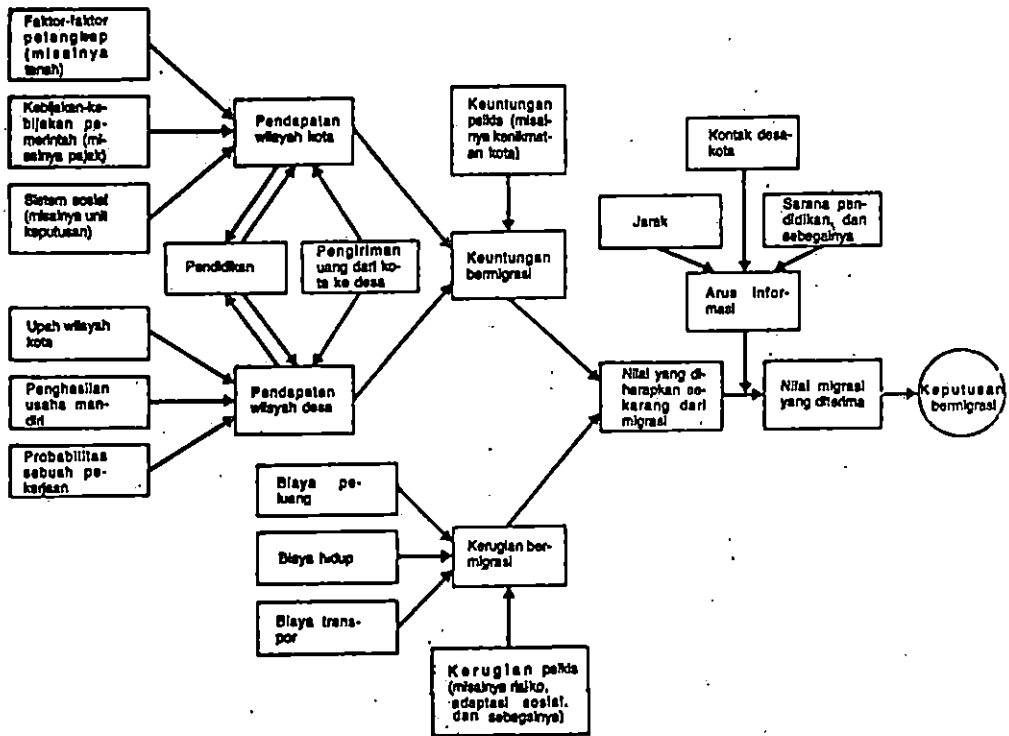 Faktor-faktor
pelengkap
(misalnya
tanah)
Kebijakan-ke-
bijakan pe-
merintah (mi-
salnya pajak)
Sistem sosial
(misalnya unit
keputusan)
Upah wilayah
kota
Penghasilan
usaha man-
diri
Probabilitas
sebuah pe-
kerjaan
Pendapatan
wilayah kota
Pendidikan
Pengiriman
uang dari ko-
ta ke desa
Pendapatan
wilayah desa
Biaya pe-
luang
Biaya hidup
Biaya trans-
por
Keuntungan
psikis (misal-
nya kenikmat-
an kota)
Keuntungan
bermigrasi
Kerugian ber-
migrasi
Kerugian psikis
(misalnya risiko,
adaptasi sosial,
dan sebagainya)
Kontak desa-
kota
Jarak
Sarana pen-
didikan, dan
sebagainya
Arus infor-
masi
Nilai yang di-
harapkan se-
karang dari
migrasi
Nilai migrasi
yang diterima
Keputusan
bermigrasi